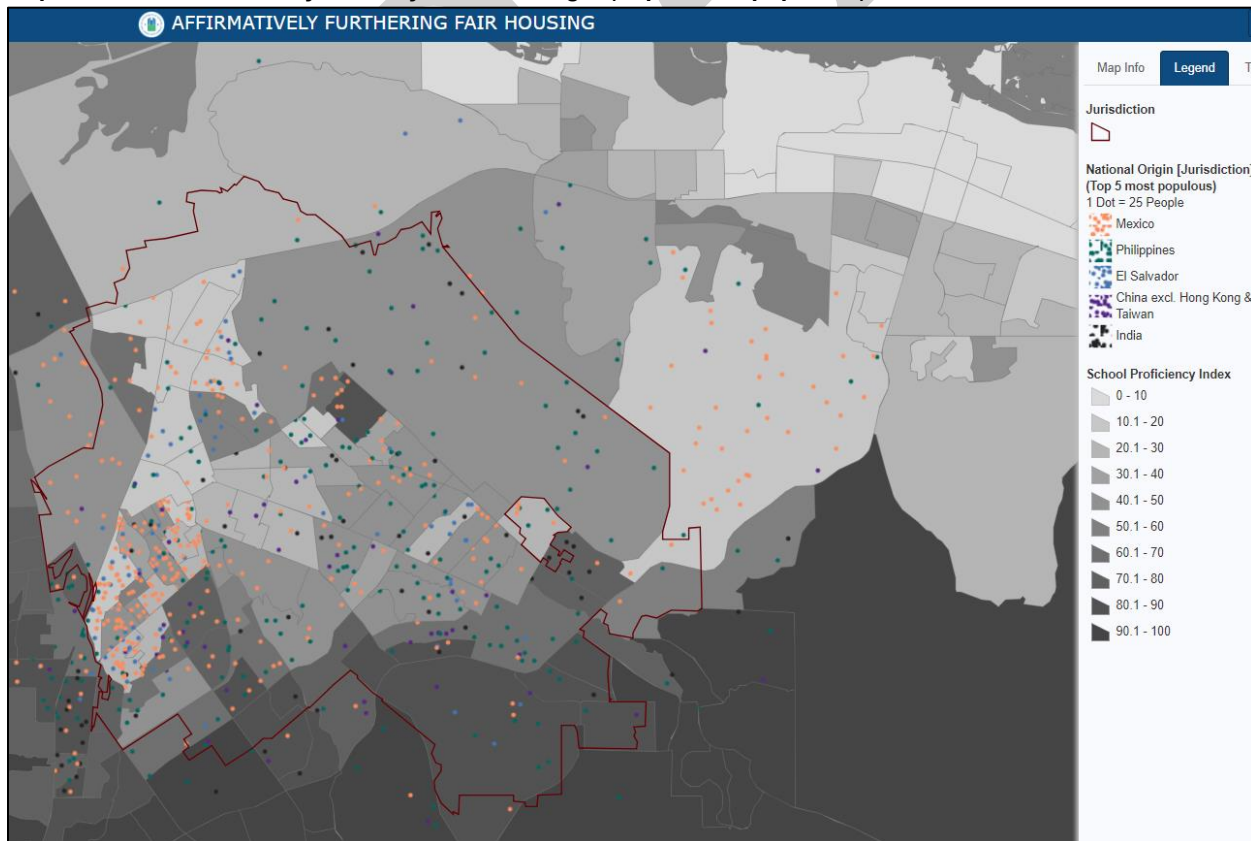 AFFIRMATIVELY FURTHERING FAIR HOUSING
Map Info Legend T
Jurisdiction
National Origin [Jurisdiction]
(Top 5 most populous)
1 Dot = 25 People
Mexico
Philippines
El Salvador
China excl. Hong Kong &
Taiwan
India
School Proficiency Index
0 - 10
10.1 - 20
20.1 - 30
30.1 - 40
40.1 - 50
50.1 - 60
60.1 - 70
70.1 - 80
80.1 - 90
90.1 - 100